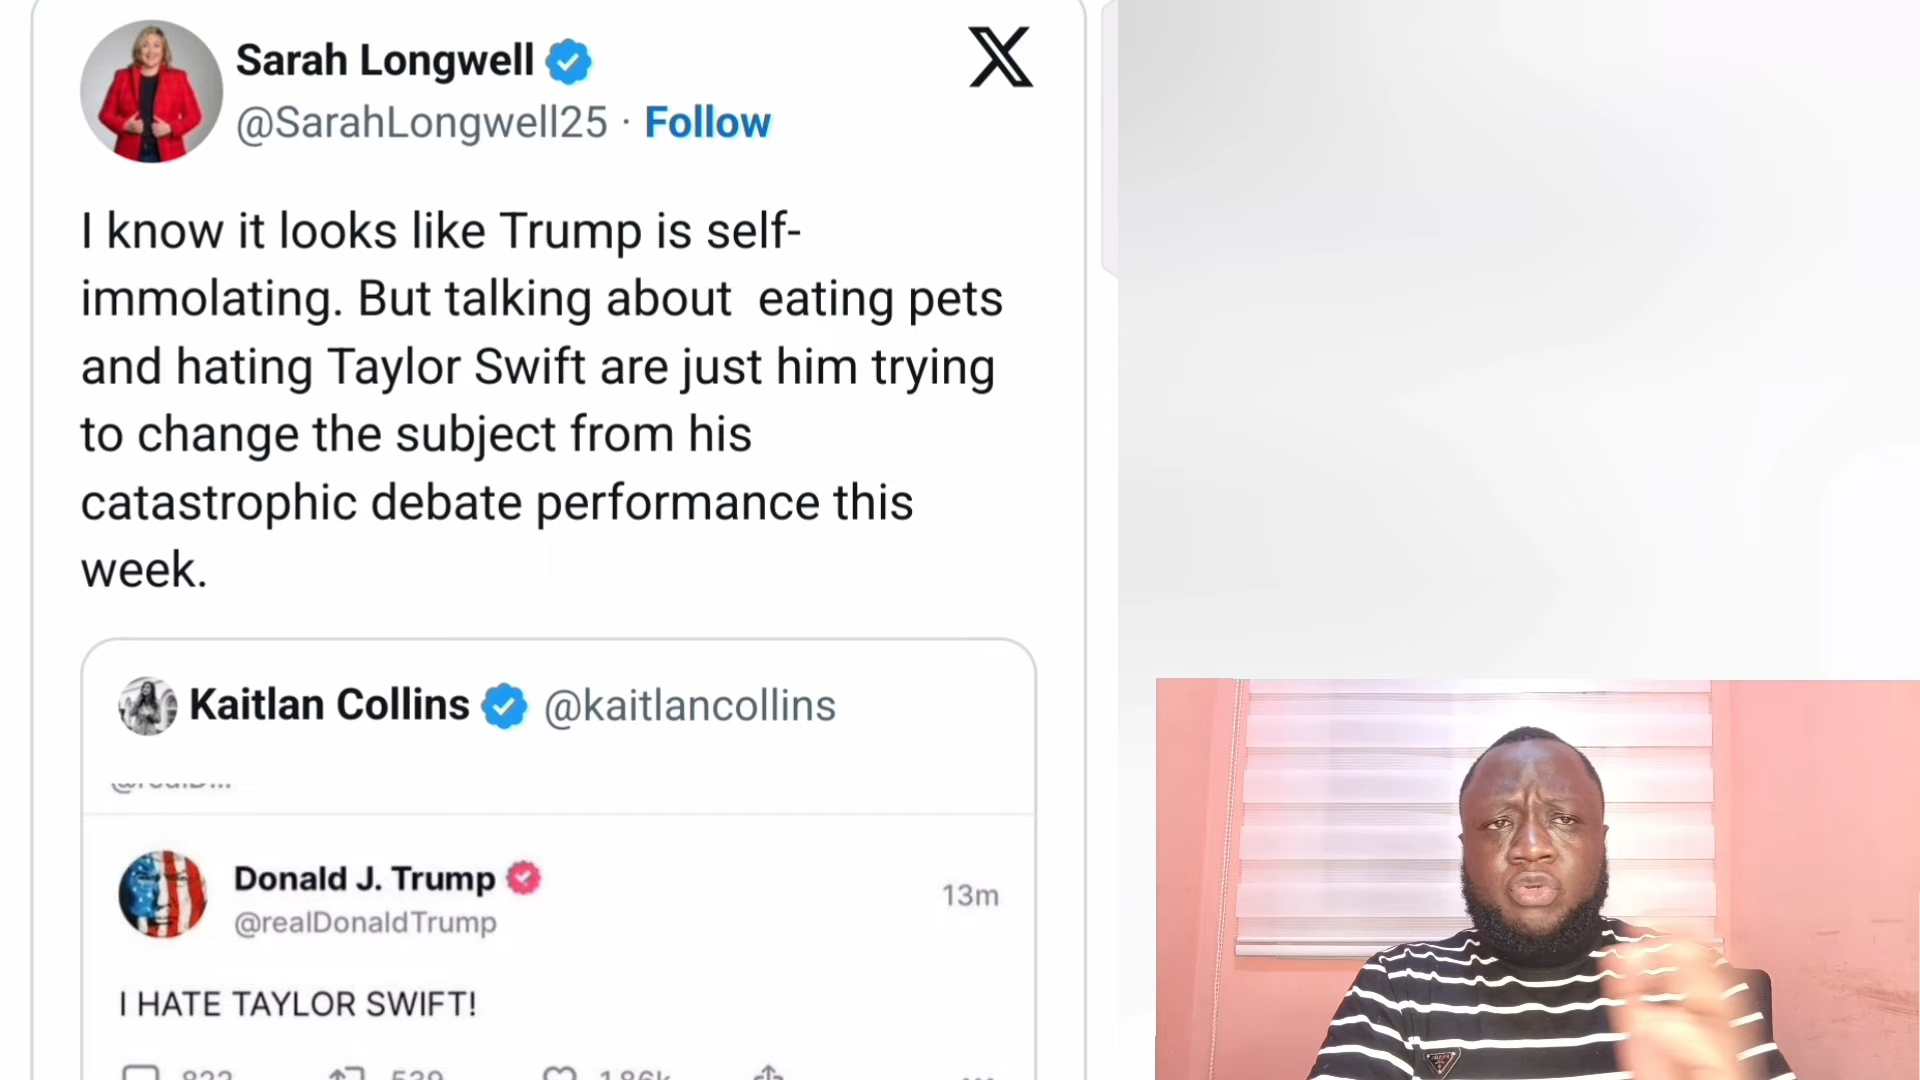 Sarah Longwell
@SarahLongwell25 · Follow
I know it looks like Trump is self-
immolating. But talking about  eating pets
and hating Taylor Swift are just him trying
to change the subject from his
catastrophic debate performance this
week.
Kaitlan Collins @kaitlancollins
Donald J. Trump
13m
@realDonaldTrump
I HATE TAYLOR SWIFT!